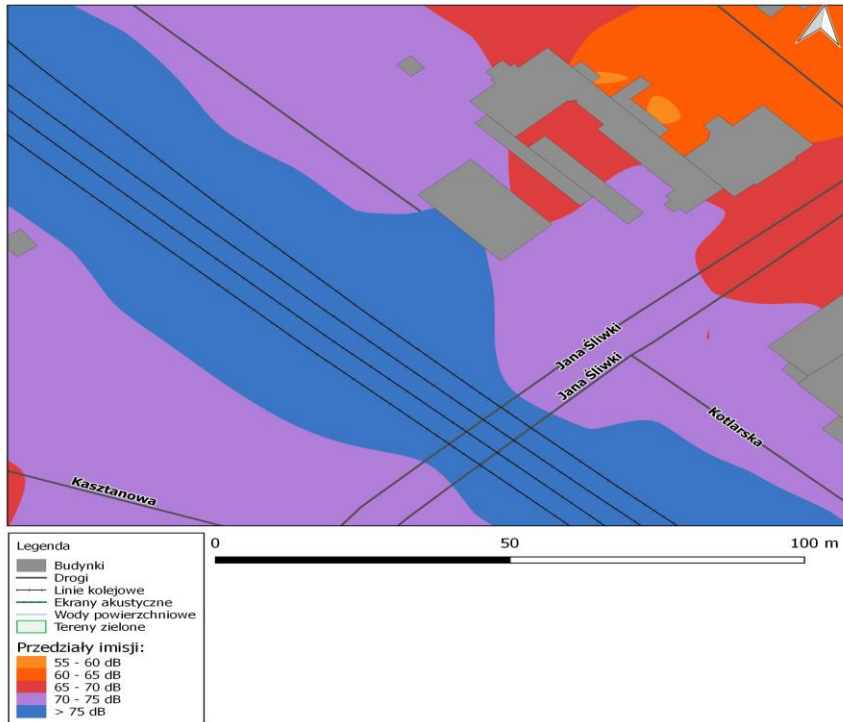 Jana Śliwki
Jana Śliwki
Kotlarska
Kasztanowa
Legenda
Budynki
Drogi
Linie kolejowe
Ekrany akustyczne
Wody powierzchniowe
Tereny zielone
Przedziały imisji:
55 - 60 dB
60 - 65 dB
65 - 70 dB
70 - 75 dB
> 75 dB
0 50 100 m